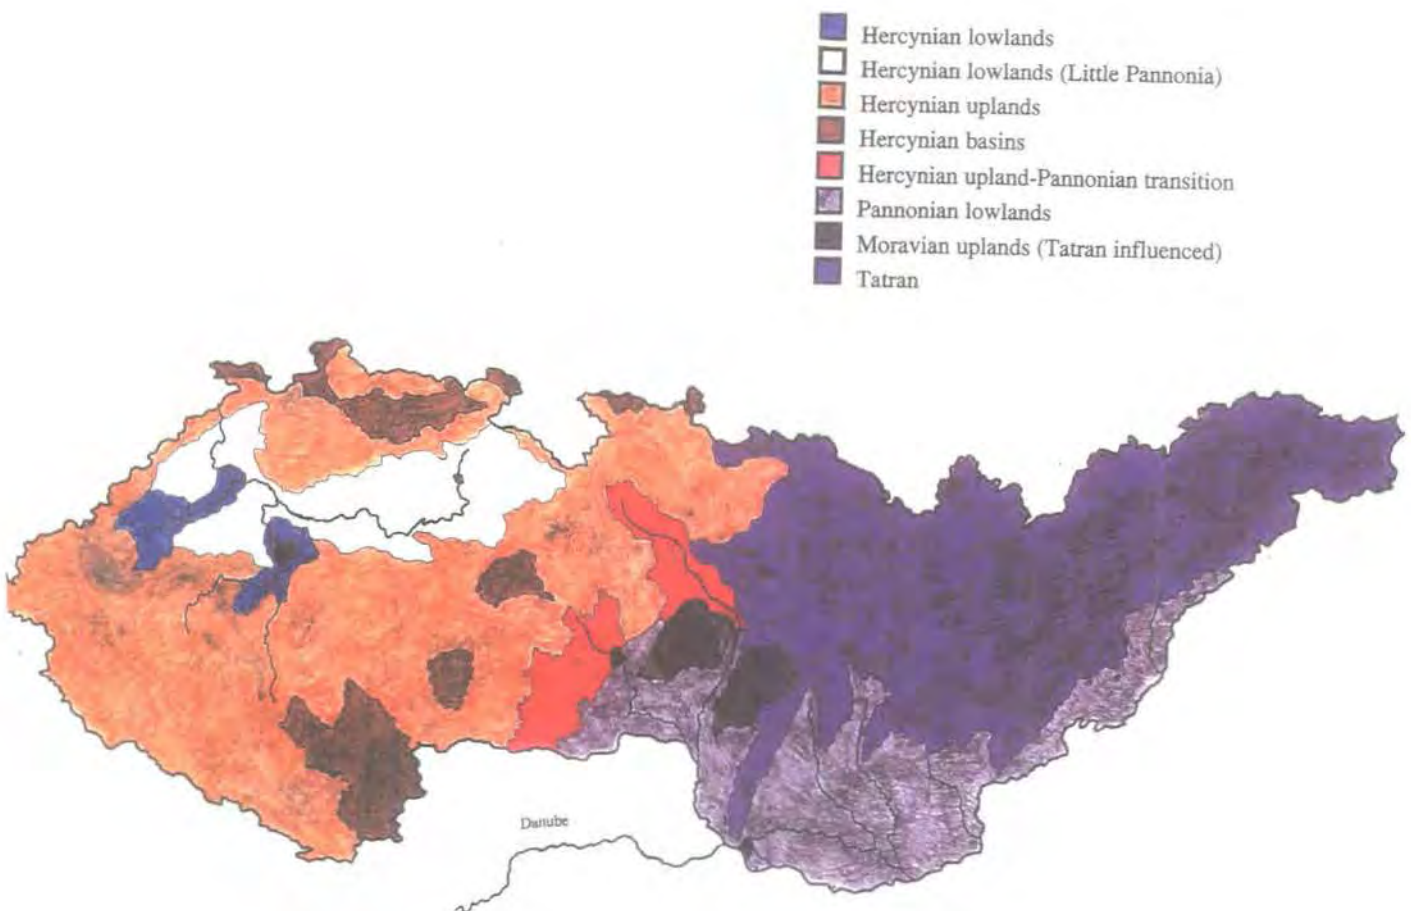 Hercynian lowlands
Hercynian lowlands (Little Pannonia)
Hercynian uplands
Hercynian basins
Hercynian upland-Pannonian transition
Pannonian lowlands
Moravian uplands (Tatran influenced)
Tatran
Danube